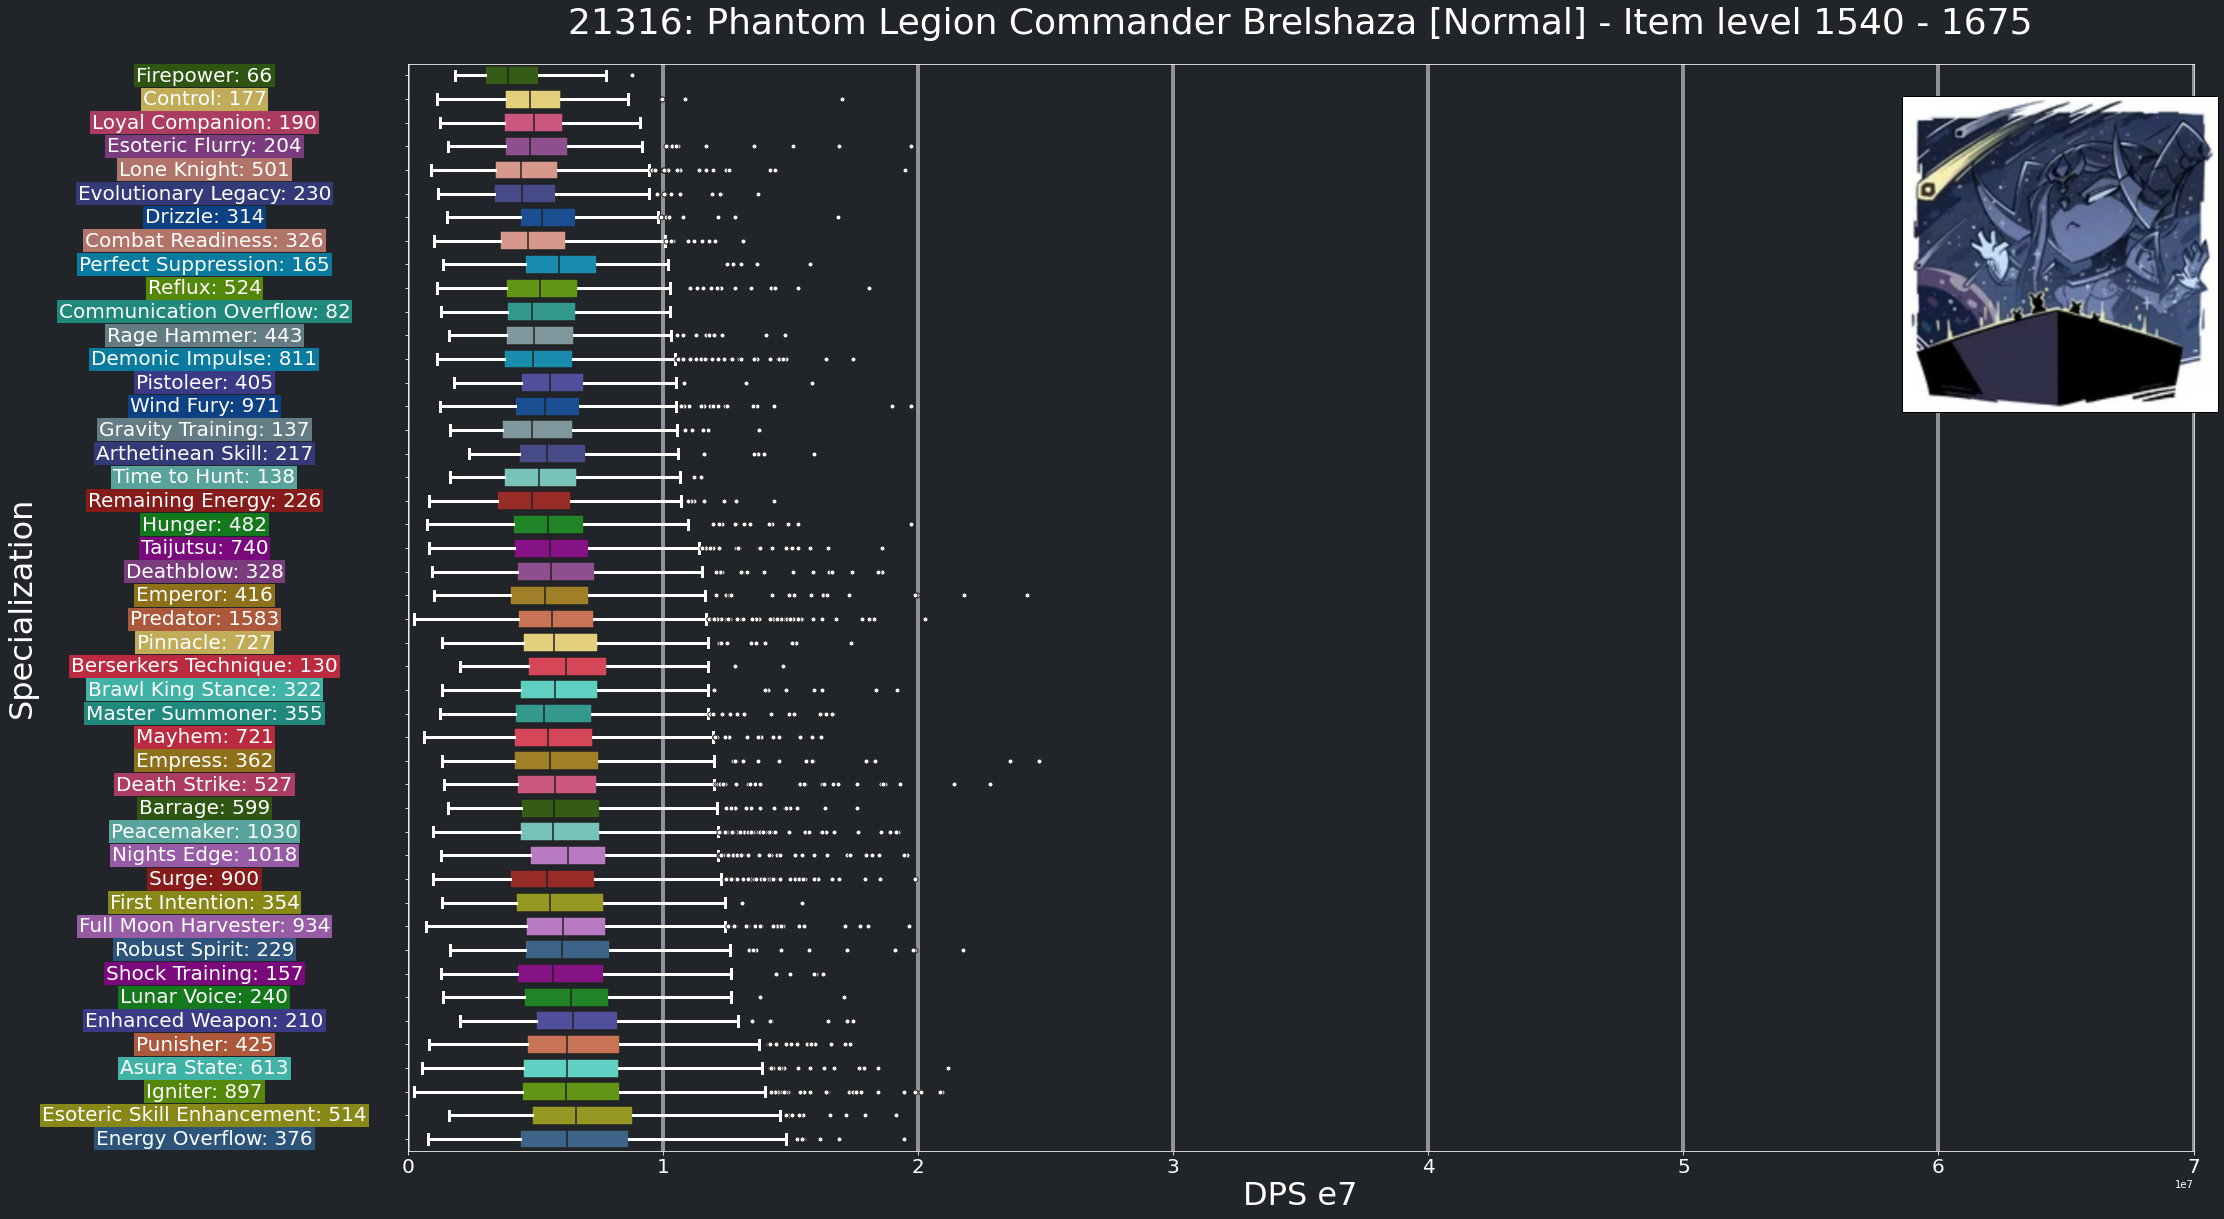 21316: Phantom Legion Commander Brelshaza [Normal] - Item level 1540 - 1675
Specialization
Firepower: 66
Control: 177
Loyal Companion: 190
Esoteric Flurry: 204
Lone Knight: 501
Evolutionary Legacy: 230
Drizzle: 314
Combat Readiness: 326
Perfect Suppression: 165
Reflux: 524
Communication Overflow: 82
Rage Hammer: 443
Demonic Impulse: 811
Pistoleer: 405
Wind Fury: 971
Gravity Training: 137
Arthetinean Skill: 217
Time to Hunt: 138
Remaining Energy: 226
Hunger: 482
Taijutsu: 740
Deathblow: 328
Emperor: 416
Predator: 1583
Pinnacle: 727
Berserkers Technique: 130
Brawl King Stance: 322
Master Summoner: 355
Mayhem: 721
Empress: 362
Death Strike: 527
Barrage: 599
Peacemaker: 1030
Nights Edge: 1018
Surge: 900
First Intention: 354
Full Moon Harvester: 934
Robust Spirit: 229
Shock Training: 157
Lunar Voice: 240
Enhanced Weapon: 210
Punisher: 425
Asura State: 613
Igniter: 897
Esoteric Skill Enhancement: 514
Energy Overflow: 376
0 1 2 3 4 5 6 7
1e7
DPS e7